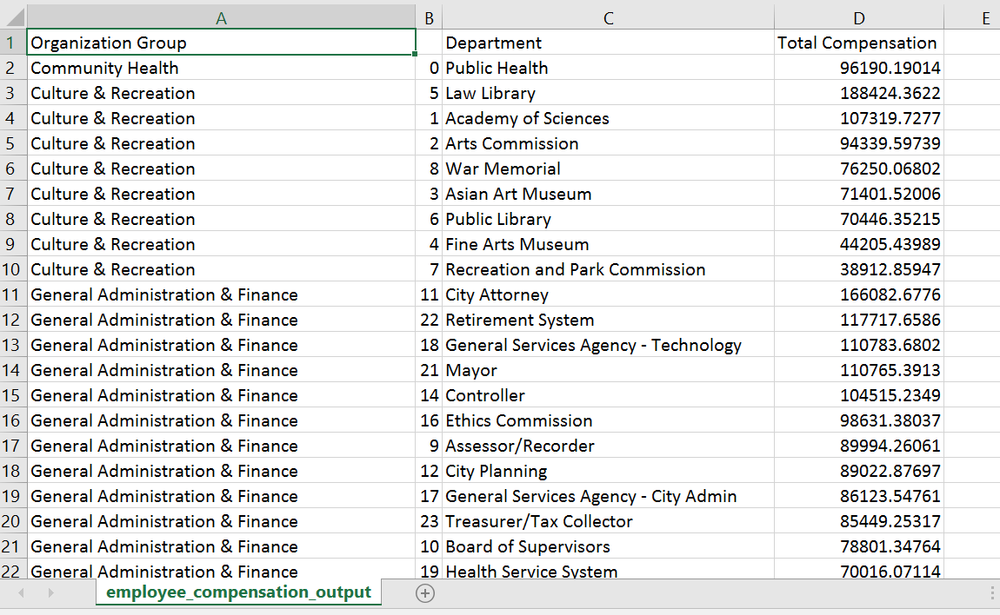 A B C D E
1 Organization Group Department Total Compensation
2 Community Health 0 Public Health 96190.19014
3 Culture & Recreation 5 Law Library 188424.3622
4 Culture & Recreation 1 Academy of Sciences 107319.7277
5 Culture & Recreation 2 Arts Commission 94339.59739
6 Culture & Recreation 8 War Memorial 76250.06802
7 Culture & Recreation 3 Asian Art Museum 71401.52006
8 Culture & Recreation 6 Public Library 70446.35215
9 Culture & Recreation 4 Fine Arts Museum 44205.43989
10 Culture & Recreation 7 Recreation and Park Commission 38912.85947
11 General Administration & Finance 11 City Attorney 166082.6776
12 General Administration & Finance 22 Retirement System 117717.6586
13 General Administration & Finance 18 General Services Agency - Technology 110783.6802
14 General Administration & Finance 21 Mayor 110765.3913
15 General Administration & Finance 14 Controller 104515.2349
16 General Administration & Finance 16 Ethics Commission 98631.38037
17 General Administration & Finance 9 Assessor/Recorder 89994.26061
18 General Administration & Finance 12 City Planning 89022.87697
19 General Administration & Finance 17 General Services Agency - City Admin 86123.54761
20 General Administration & Finance 23 Treasurer/Tax Collector 85449.25317
21 General Administration & Finance 10 Board of Supervisors 78801.34764
22 General Administration & Finance 19 Health Service System 70016.07114
employee_compensation_output